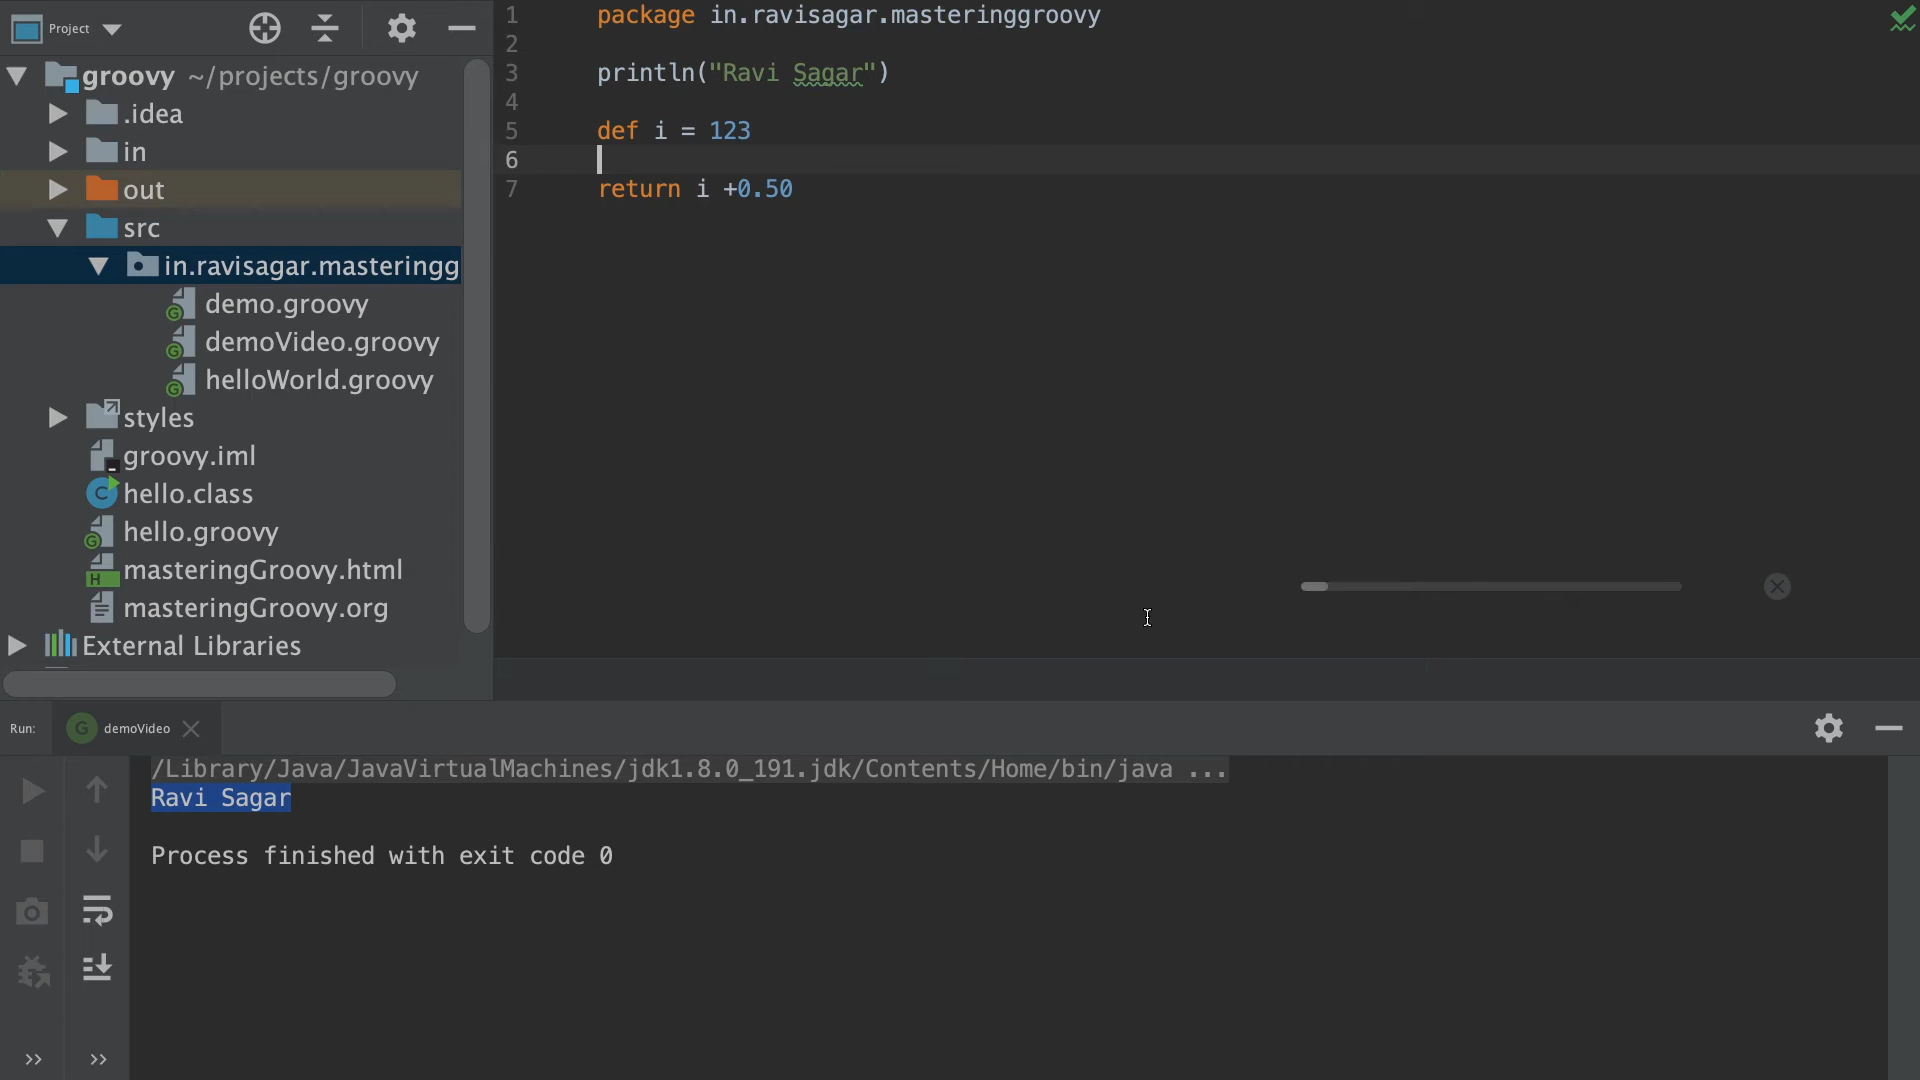 Project
groovy ~/projects/groovy
.idea
in
out
src
in.ravisagar.masteringg
demo.groovy
demoVideo.groovy
helloWorld.groovy
styles
groovy.iml
hello.class
hello.groovy
masteringGroovy.html
masteringGroovy.org
External Libraries
1 package in.ravisagar.masteringgroovy
2
3 println("Ravi Sagar")
4
5 def i = 123
6
7 return i +0.50
Run: demoVideo
/Library/Java/JavaVirtualMachines/jdk1.8.0_191.jdk/Contents/Home/bin/java ...
Ravi Sagar
Process finished with exit code 0